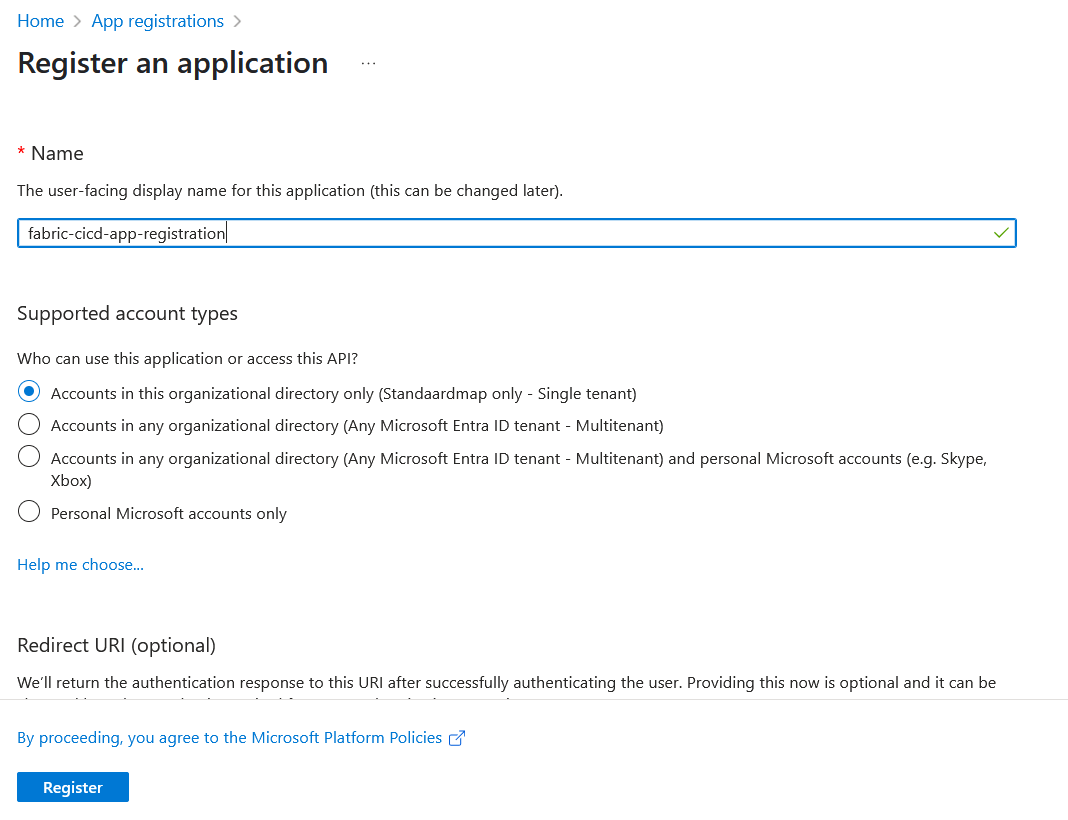 Home > App registrations >
Register an application ...
* Name
The user-facing display name for this application (this can be changed later).
fabric-cicd-app-registration
Supported account types
Who can use this application or access this API?
Accounts in this organizational directory only (Standaardmap only - Single tenant)
Accounts in any organizational directory (Any Microsoft Entra ID tenant - Multitenant)
Accounts in any organizational directory (Any Microsoft Entra ID tenant - Multitenant) and personal Microsoft accounts (e.g. Skype,
Xbox)
Personal Microsoft accounts only
Help me choose...
Redirect URI (optional)
We'll return the authentication response to this URI after successfully authenticating the user. Providing this now is optional and it can be
By proceeding, you agree to the Microsoft Platform Policies
Register